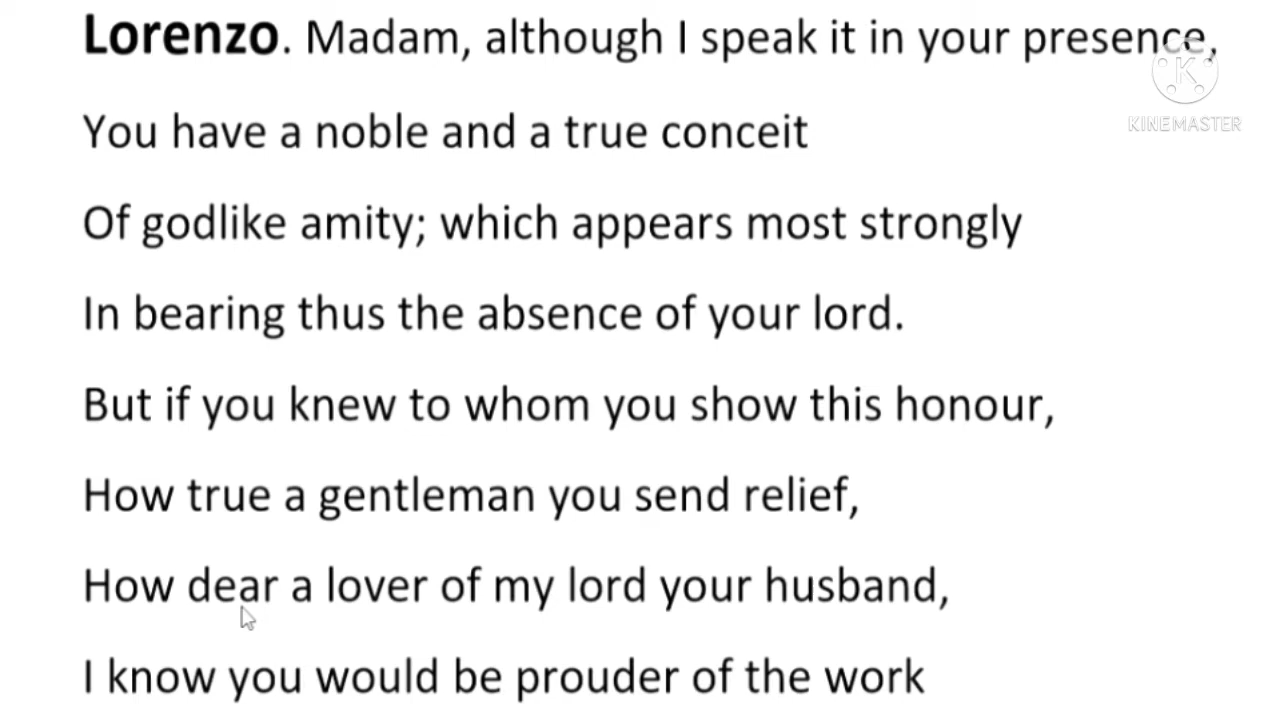 Lorenzo. Madam, although I speak it in your presence,
KINEMASTER
You have a noble and a true conceit
Of godlike amity; which appears most strongly
In bearing thus the absence of your lord.
But if you knew to whom you show this honour,
How true a gentleman you send relief,
How dear a lover of my lord your husband,
I know you would be prouder of the work